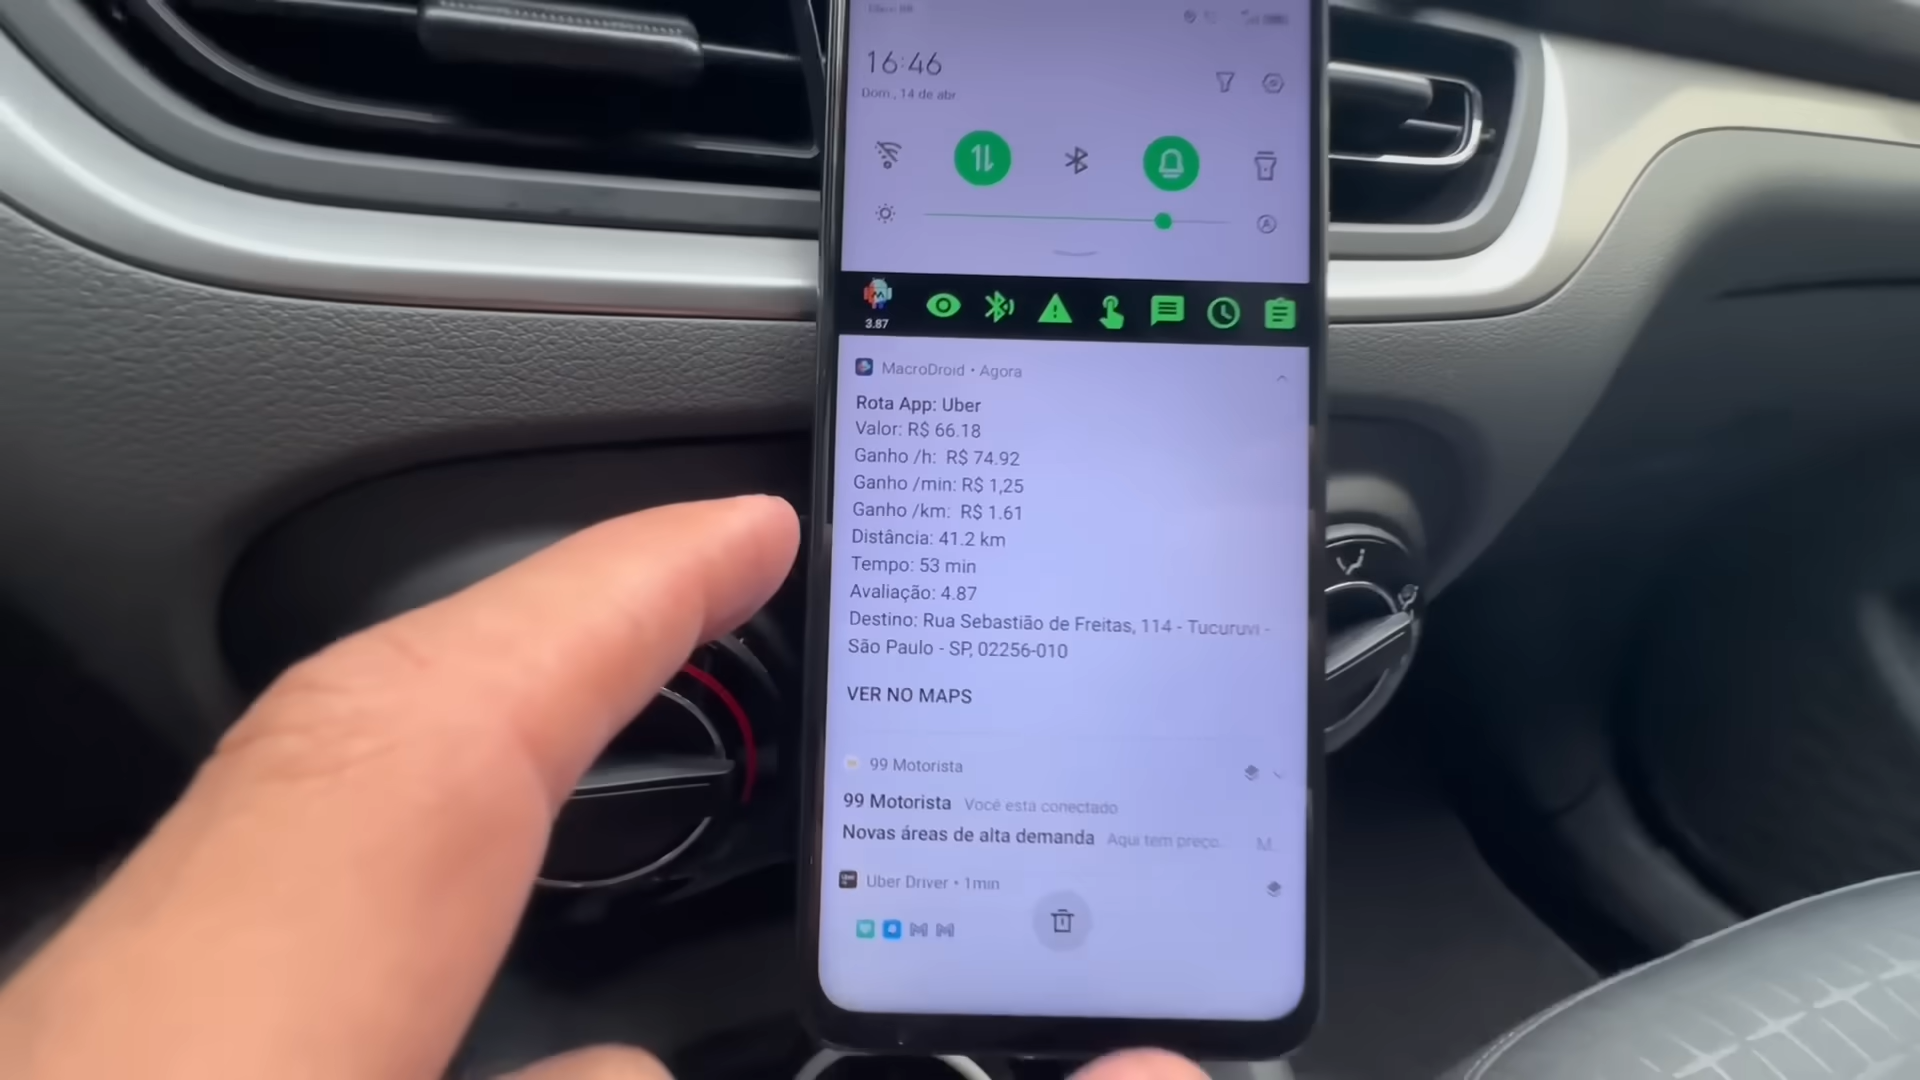 16:46
Dom., 14 de abr
3.87
MacroDroid • Agora
Rota App: Uber
Valor: R$ 66.18
Ganho /h: R$ 74.92
Ganho /min: R$ 1,25
Ganho /km: R$ 1.61
Distância: 41.2 km
Tempo: 53 min
Avaliação: 4.87
Destino: Rua Sebastião de Freitas, 114 - Tucuruvi -
São Paulo - SP, 02256-010
VER NO MAPS
99 Motorista
99 Motorista Você está conectado
Novas áreas de alta demanda Aqui tem preço... M.
Uber Driver • 1min